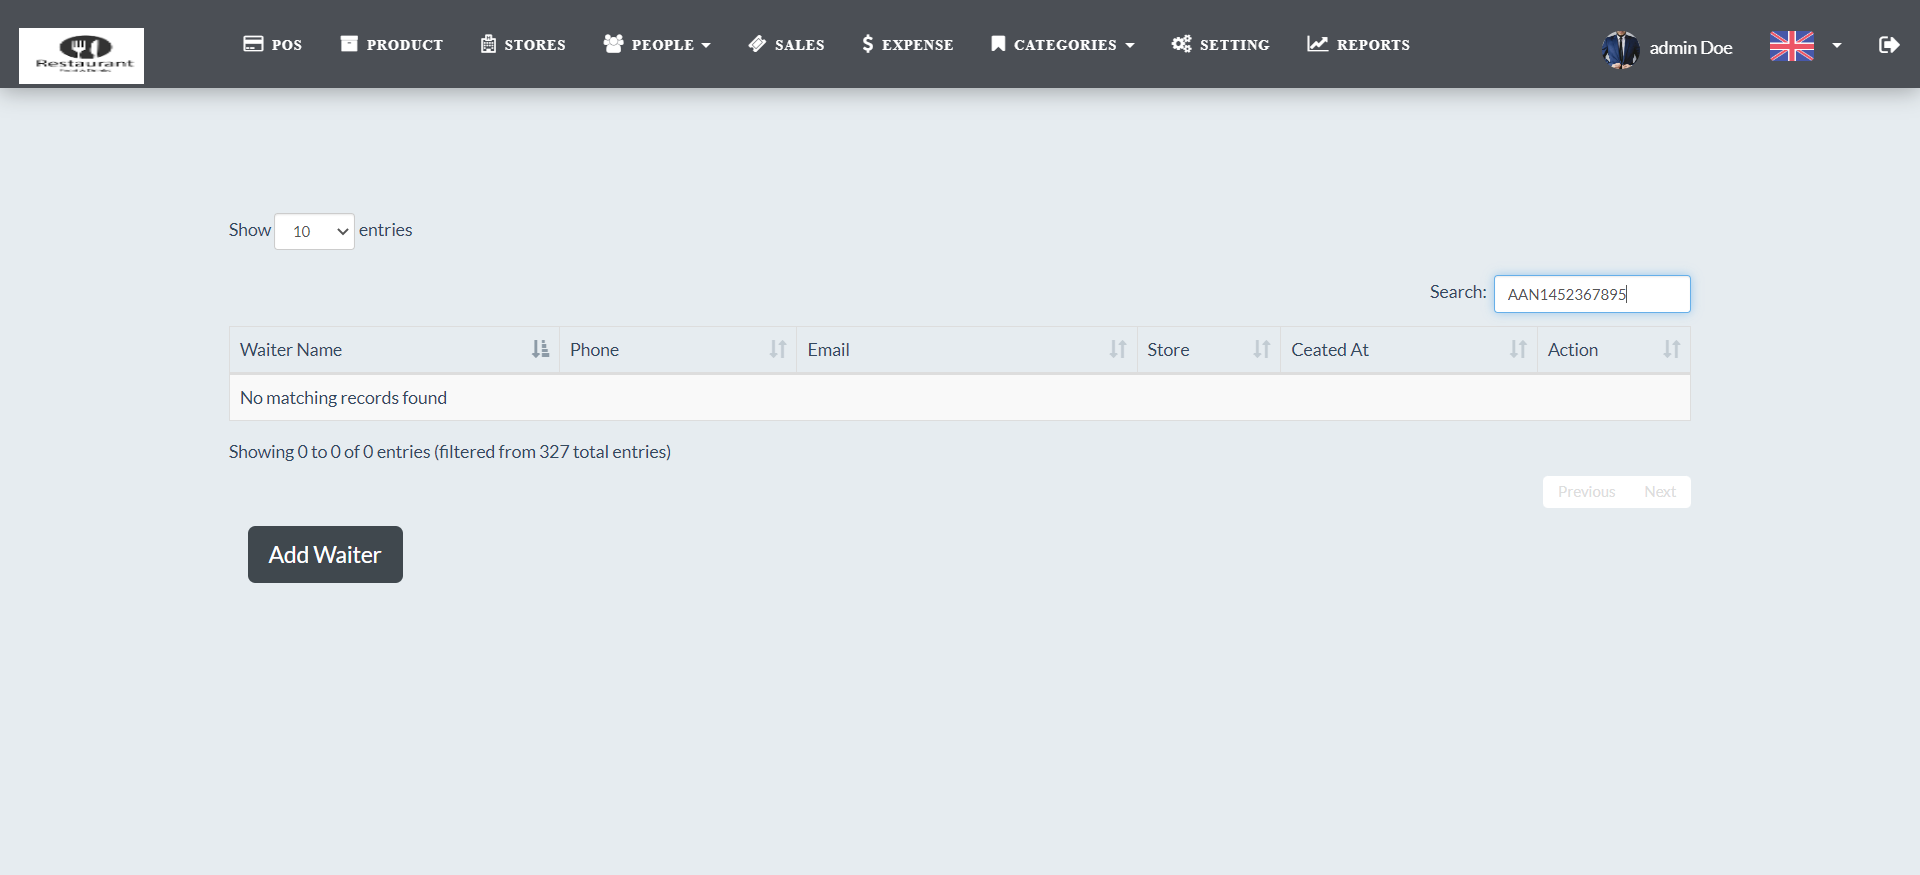 Restaurant
POS PRODUCT STORES PEOPLE SALES EXPENSE CATEGORIES SETTING REPORTS
admin Doe
Show 10 entries
Search: AAN1452367895
Waiter Name Phone Email Store Ceated At Action
No matching records found
Showing 0 to 0 of 0 entries (filtered from 327 total entries)
Previous Next
Add Waiter